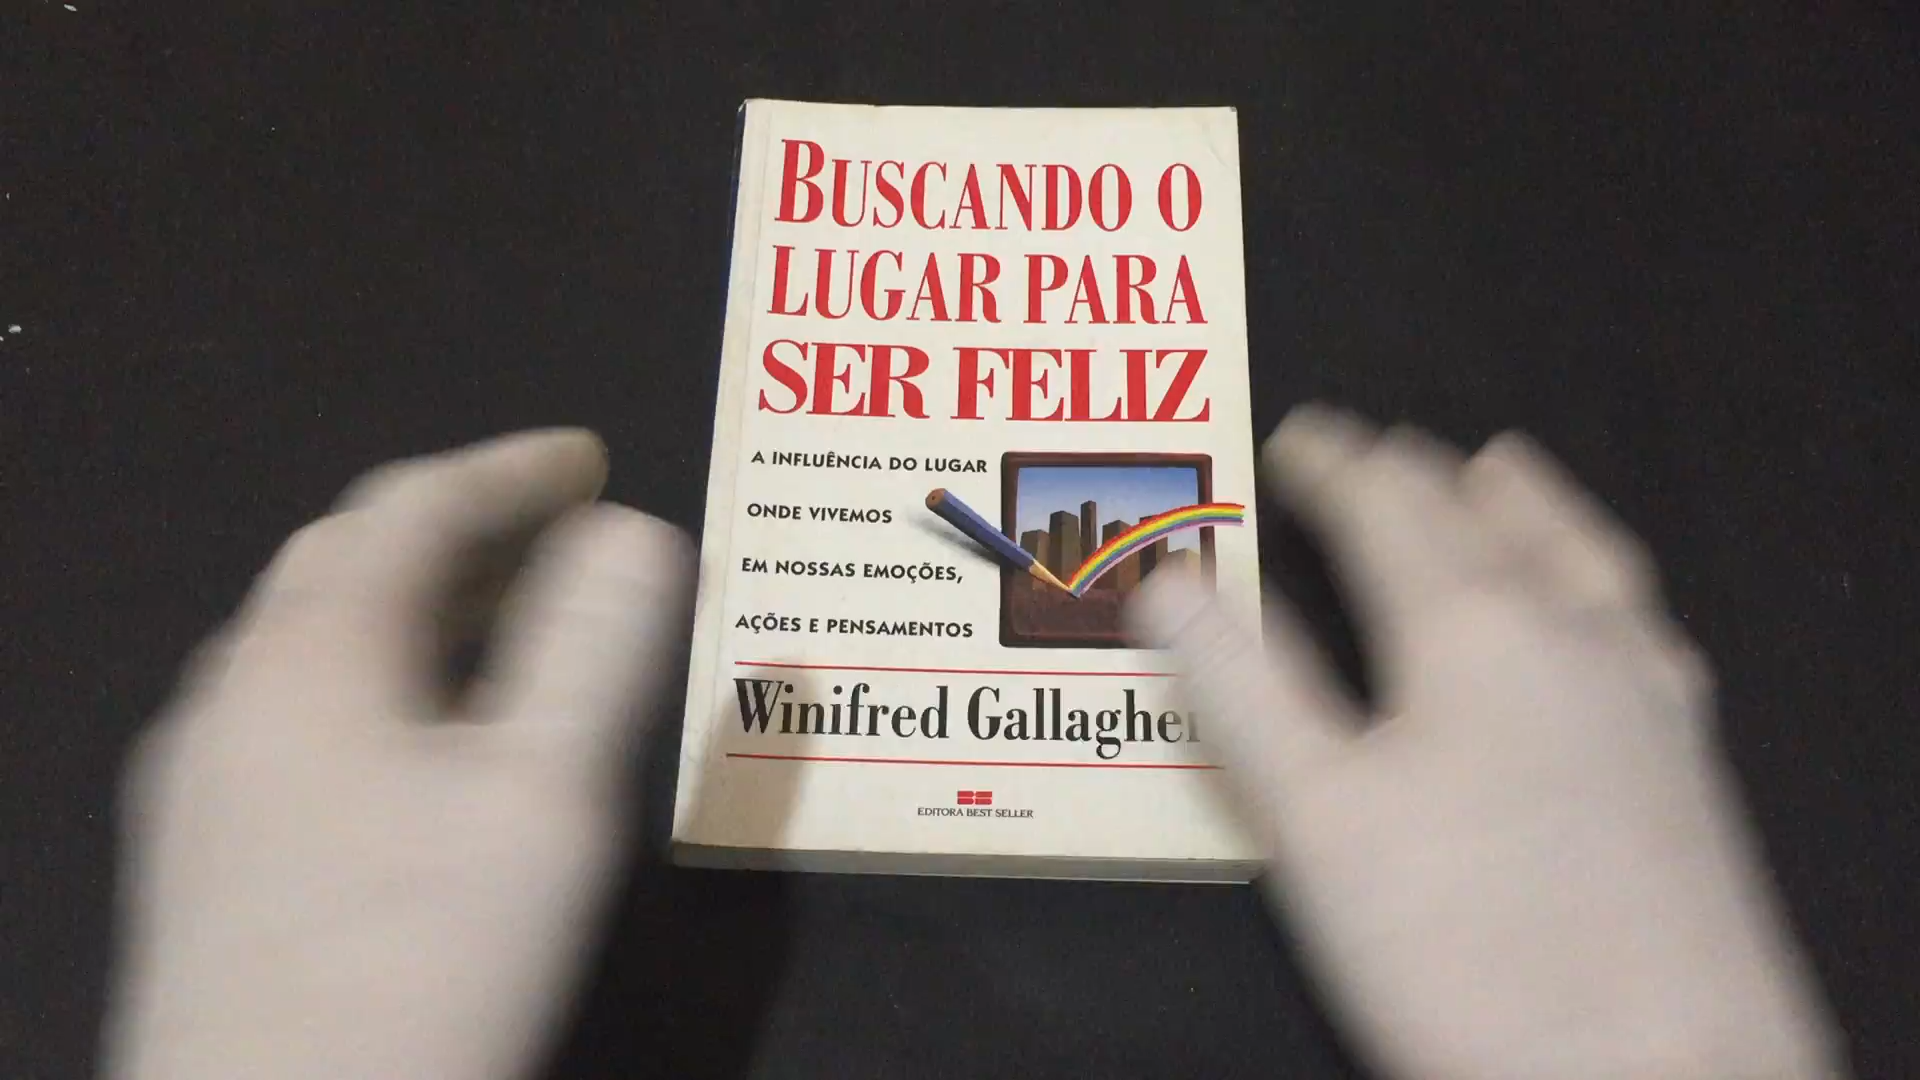 BUSCANDO O
LUGAR PARA
SER FELIZ
A INFLUÊNCIA DO LUGAR
ONDE VIVEMOS
EM NOSSAS EMOÇÕES,
AÇÕES E PENSAMENTOS
Winifred Gallagher
EDITORA BEST SELLER